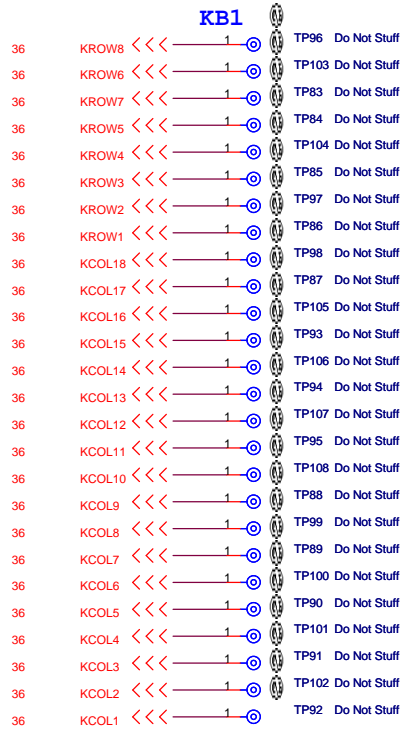 KB1
36 KROW8 1 TP96 Do Not Stuff
36 KROW6 1 TP103 Do Not Stuff
36 KROW7 1 TP83 Do Not Stuff
36 KROW5 1 TP84 Do Not Stuff
36 KROW4 1 TP104 Do Not Stuff
36 KROW3 1 TP85 Do Not Stuff
36 KROW2 1 TP97 Do Not Stuff
36 KROW1 1 TP86 Do Not Stuff
36 KCOL18 1 TP98 Do Not Stuff
36 KCOL17 1 TP87 Do Not Stuff
36 KCOL16 1 TP105 Do Not Stuff
36 KCOL15 1 TP93 Do Not Stuff
36 KCOL14 1 TP106 Do Not Stuff
36 KCOL13 1 TP94 Do Not Stuff
36 KCOL12 1 TP107 Do Not Stuff
36 KCOL11 1 TP95 Do Not Stuff
36 KCOL10 1 TP108 Do Not Stuff
36 KCOL9 1 TP88 Do Not Stuff
36 KCOL8 1 TP99 Do Not Stuff
36 KCOL7 1 TP89 Do Not Stuff
36 KCOL6 1 TP100 Do Not Stuff
36 KCOL5 1 TP90 Do Not Stuff
36 KCOL4 1 TP101 Do Not Stuff
36 KCOL3 1 TP91 Do Not Stuff
36 KCOL2 1 TP102 Do Not Stuff
36 KCOL1 1 TP92 Do Not Stuff